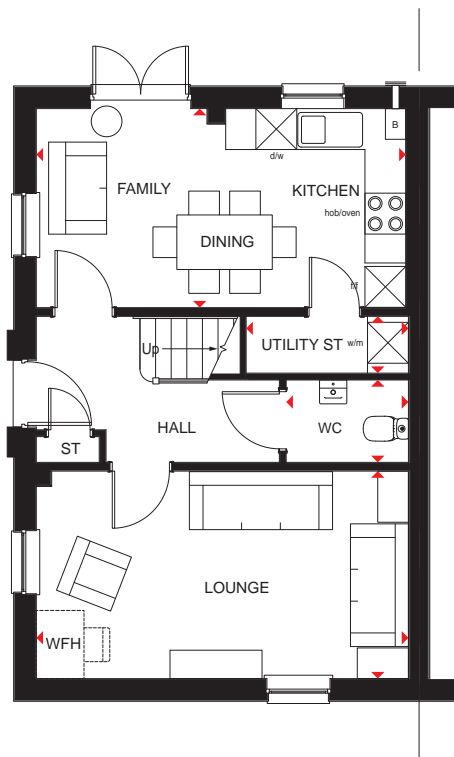 B
d/w
FAMILY
KITCHEN
hob/oven
DINING
f/f
Up
UTILITY ST
w/m
HALL
WC
ST
LOUNGE
WFH